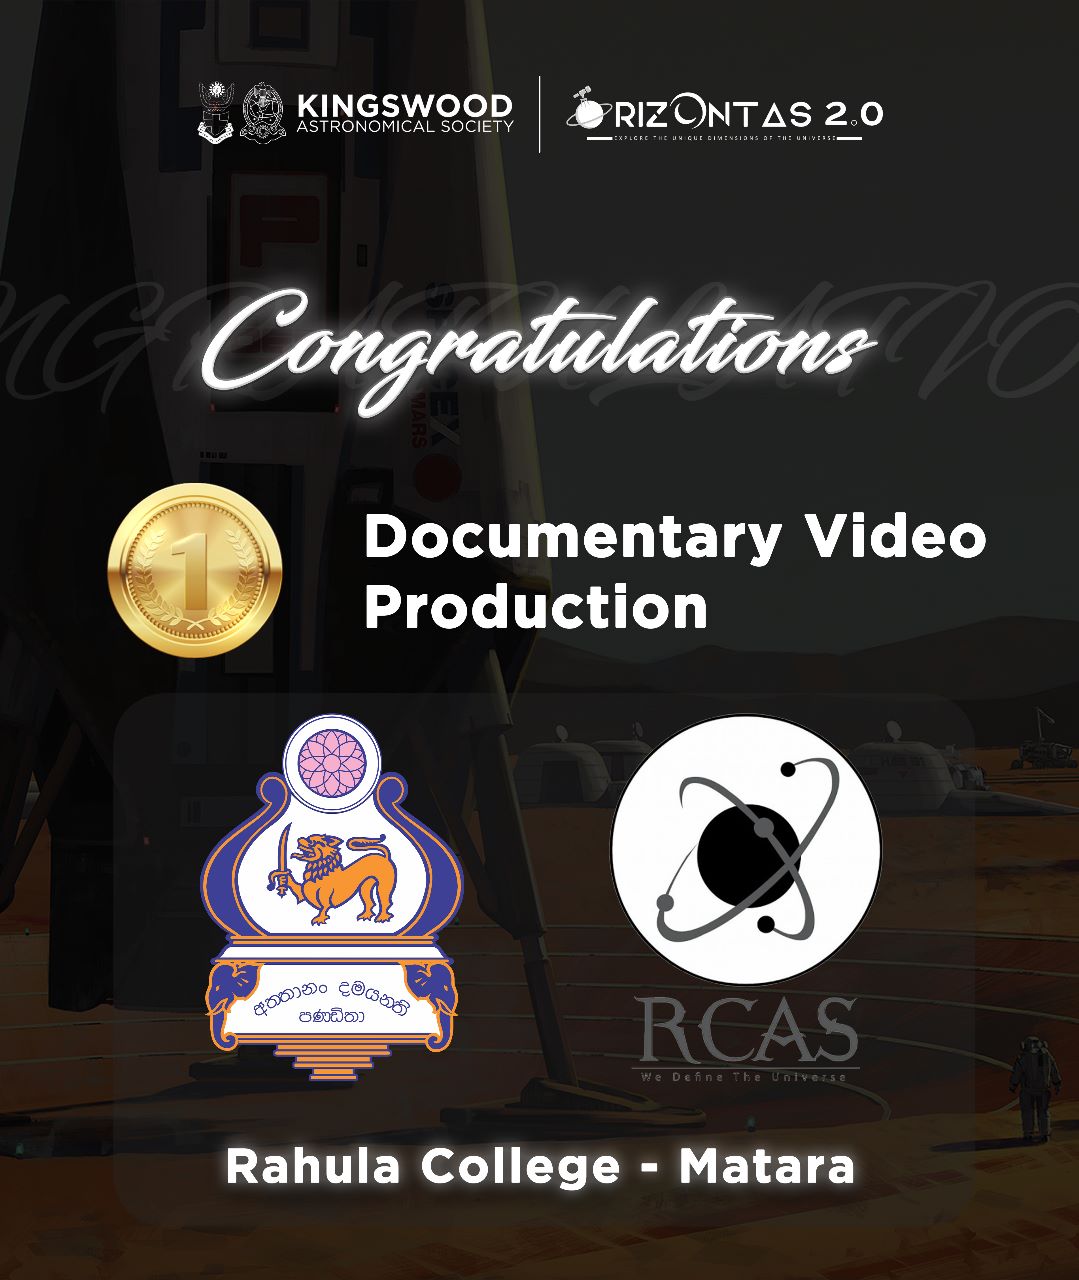 KINGSWOOD
ASTRONOMICAL SOCIETY
ORIZONTAS 2.0
EXPLORE THE UNIQUE DIMENSIONS OF THE UNIVERSE
Congratulations
MARS
1
Documentary Video
Production
අත්තානං දමයන්ති
පණ්ඩිතා
RCAS
We Define The Universe
Rahula College - Matara